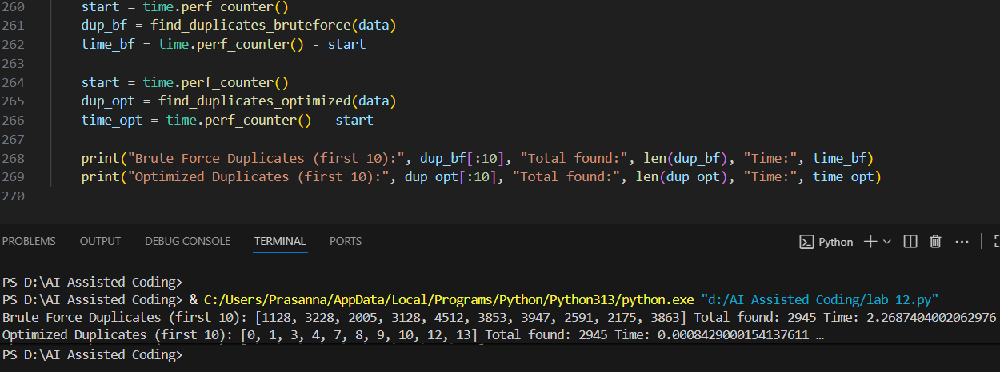 260 start = time.perf_counter()
261 dup_bf = find_duplicates_bruteforce(data)
262 time_bf = time.perf_counter() - start
263
264 start = time.perf_counter()
265 dup_opt = find_duplicates_optimized(data)
266 time_opt = time.perf_counter() - start
267
268 print("Brute Force Duplicates (first 10):", dup_bf[:10], "Total found:", len(dup_bf), "Time:", time_bf)
269 print("Optimized Duplicates (first 10):", dup_opt[:10], "Total found:", len(dup_opt), "Time:", time_opt)
270
PROBLEMS OUTPUT DEBUG CONSOLE TERMINAL PORTS Python
PS D:\AI Assisted Coding>
PS D:\AI Assisted Coding> & C:/Users/Prasanna/AppData/Local/Programs/Python/Python313/python.exe "d:/AI Assisted Coding/lab 12.py"
Brute Force Duplicates (first 10): [1128, 3228, 2005, 3128, 4512, 3853, 3947, 2591, 2175, 3863] Total found: 2945 Time: 2.2687404002062976
Optimized Duplicates (first 10): [0, 1, 3, 4, 7, 8, 9, 10, 12, 13] Total found: 2945 Time: 0.0008429000154137611 …
PS D:\AI Assisted Coding>